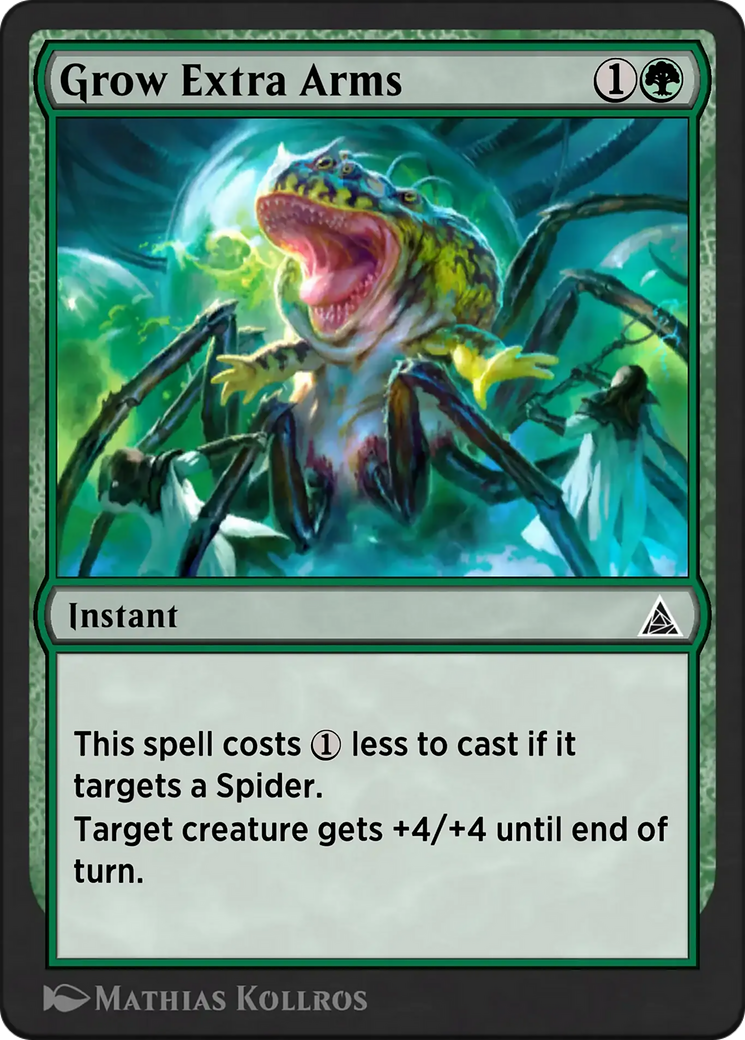 Grow Extra Arms 1
Instant
This spell costs 1 less to cast if it
targets a Spider.
Target creature gets +4/+4 until end of
turn.
Mathias Kollros